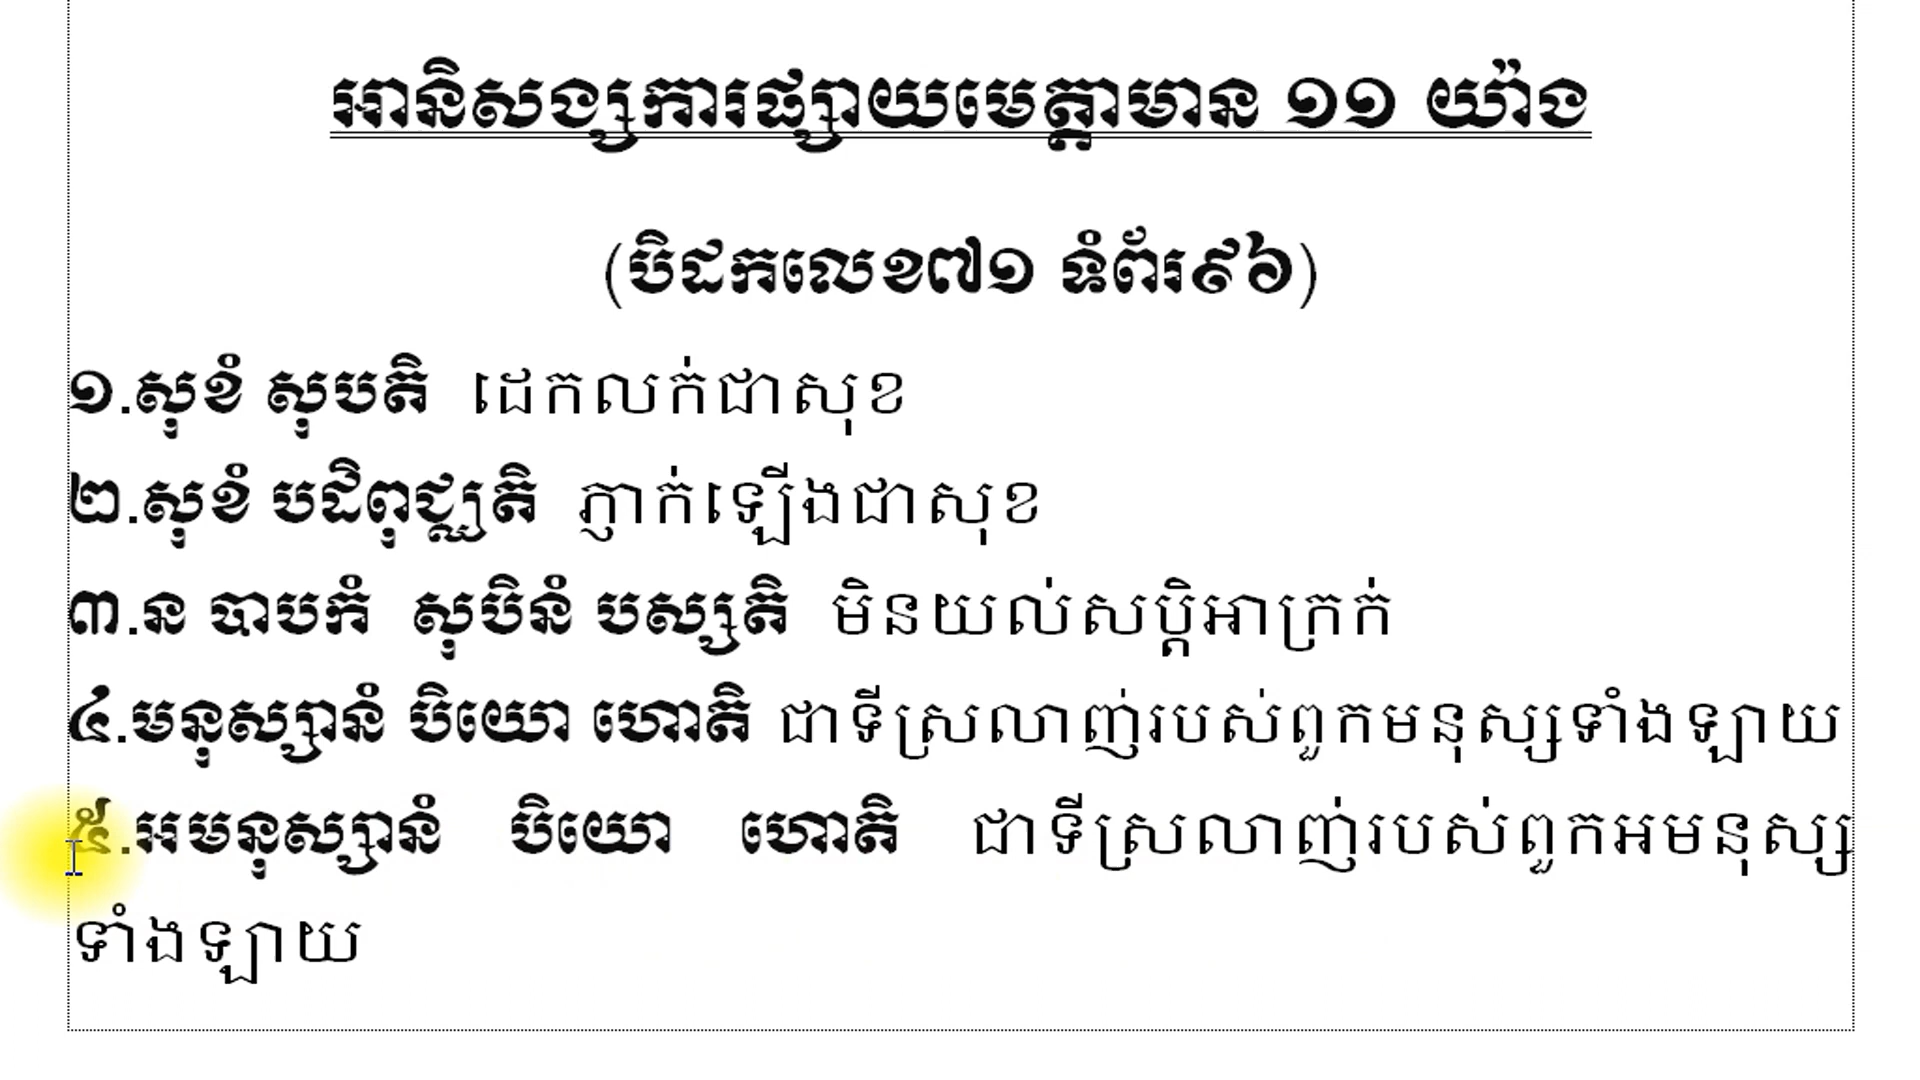 អានិសង្សការផ្សាយមេត្តាមាន ១១ យ៉ាង
(បិដកលេខ៧១ ទំព័រ៩៦)
១.សុខំ សុបតិ ដេកលក់ជាសុខ
២.សុខំ បដិពុជ្ឈតិ ភ្ញាក់ឡើងជាសុខ
៣.ន បាបកំ សុបិនំ បស្សតិ មិនយល់សប្តិអាក្រក់
៤.មនុស្សានំ បិយោ ហោតិ ជាទីស្រលាញ់របស់ពួកមនុស្សទាំងឡាយ
៥.អមនុស្សានំ បិយោ ហោតិ ជាទីស្រលាញ់របស់ពួកអមនុស្ស
ទាំងឡាយ